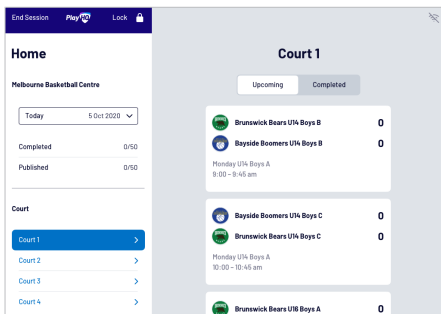 End Session PlayHQ Lock
Home
Melbourne Basketball Centre
Today 5 Oct 2020
Completed 0/50
Published 0/50
Court
Court 1
Court 2
Court 3
Court 4
Court 1
Upcoming Completed
Brunswick Bears U14 Boys B 0
Bayside Boomers U14 Boys B 0
Monday U14 Boys A
9:00 - 9:45 am
Bayside Boomers U14 Boys C 0
Brunswick Bears U14 Boys C 0
Monday U14 Boys A
10:00 - 10:45 am
Brunswick Bears U16 Boys A 0